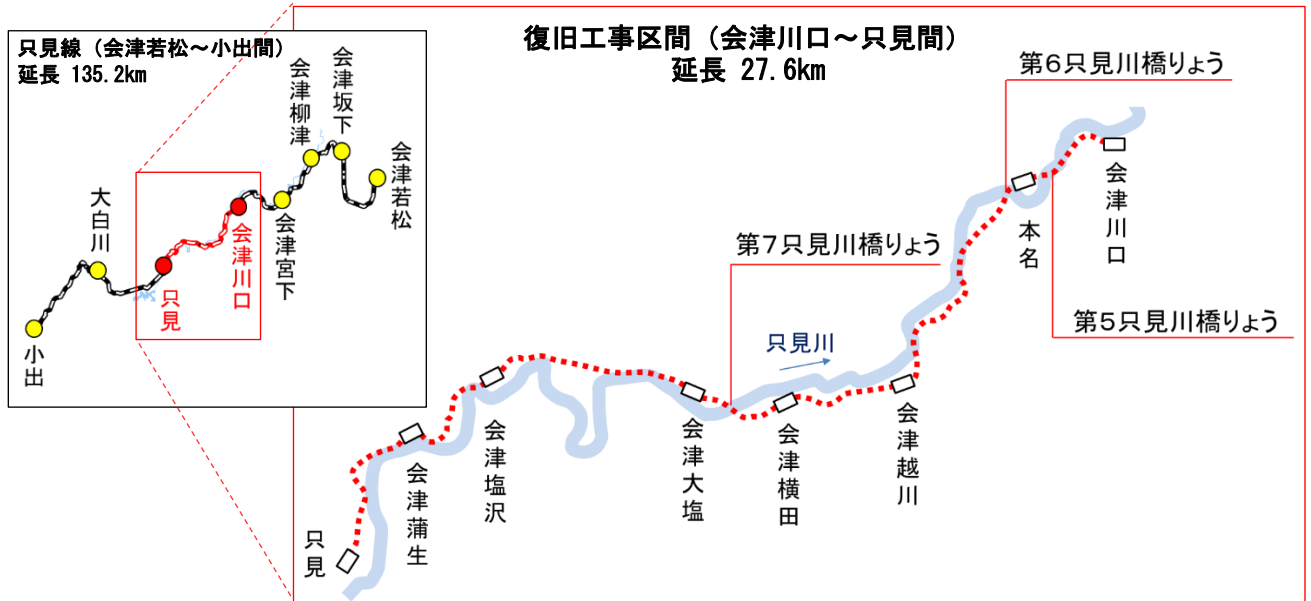 只見線（会津若松～小出間）
延長 135.2km
会津若松
会津坂下
会津柳津
会津宮下
会津川口
只見
大白川
小出
復旧工事区間（会津川口～只見間）
延長 27.6km
第６只見川橋りょう
会津川口
本名
第７只見川橋りょう
第５只見川橋りょう
只見川
会津越川
会津横田
会津大塩
会津塩沢
会津蒲生
只見